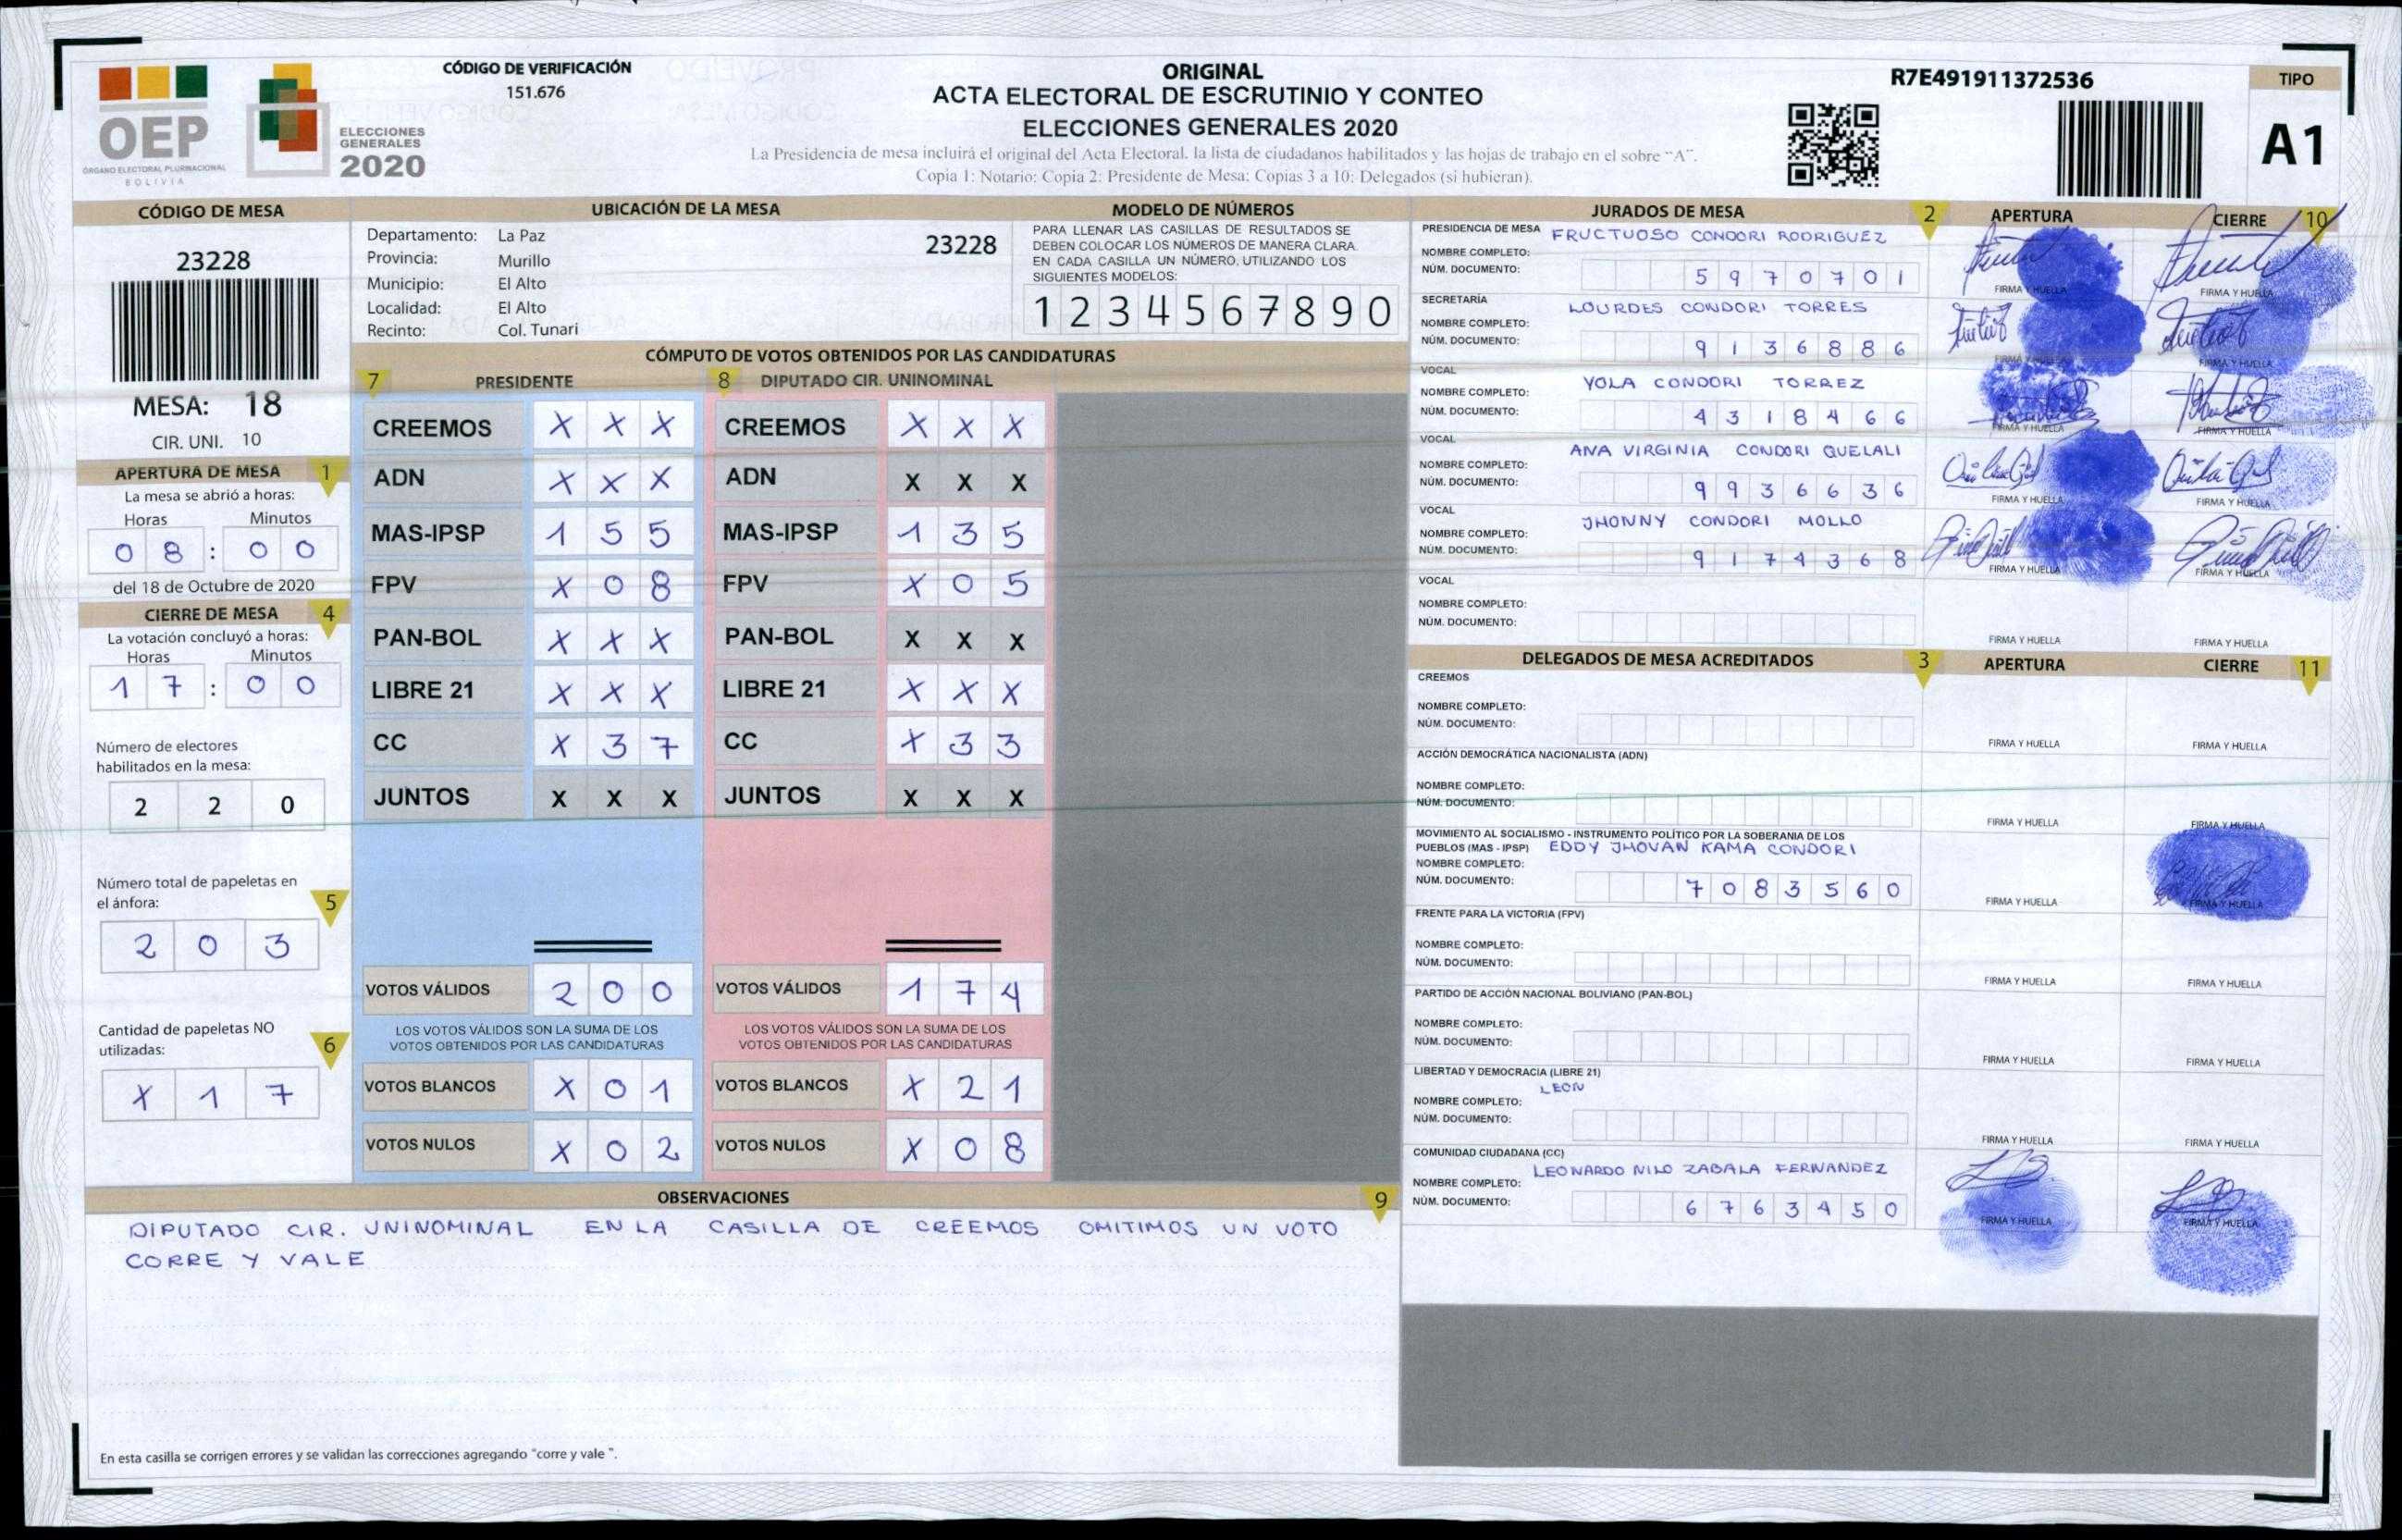 OEP
ÓRGANO ELECTORAL PLURINACIONAL
BOLIVIA
ELECCIONES
GENERALES
2020
CÓDIGO DE VERIFICACIÓN
151.676
ORIGINAL
ACTA ELECTORAL DE ESCRUTINIO Y CONTEO
ELECCIONES GENERALES 2020
La Presidencia de mesa incluirá el original del Acta Electoral, la lista de ciudadanos habilitados y las hojas de trabajo en el sobre "A".
Copia 1: Notario; Copia 2: Presidente de Mesa; Copias 3 a 10: Delegados (si hubieran).
R7E491911372536
TIPO
A1
CÓDIGO DE MESA
23228
MESA: 18
CIR. UNI. 10
APERTURA DE MESA 1
La mesa se abrió a horas:
Horas Minutos
0 8 : 0 0
del 18 de Octubre de 2020
CIERRE DE MESA 4
La votación concluyó a horas:
Horas Minutos
1 7 : 0 0
Número de electores
habilitados en la mesa:
2 2 0
Número total de papeletas en
el ánfora: 5
2 0 3
Cantidad de papeletas NO
utilizadas: 6
X 1 7
UBICACIÓN DE LA MESA
Departamento: La Paz
Provincia: Murillo
Municipio: El Alto
Localidad: El Alto
Recinto: Col. Tunari
23228
MODELO DE NÚMEROS
PARA LLENAR LAS CASILLAS DE RESULTADOS SE
DEBEN COLOCAR LOS NÚMEROS DE MANERA CLARA.
EN CADA CASILLA UN NÚMERO, UTILIZANDO LOS
SIGUIENTES MODELOS:
1 2 3 4 5 6 7 8 9 0
CÓMPUTO DE VOTOS OBTENIDOS POR LAS CANDIDATURAS
7 PRESIDENTE 8 DIPUTADO CIR. UNINOMINAL
CREEMOS X X X CREEMOS X X X
ADN X X X ADN X X X
MAS-IPSP 1 5 5 MAS-IPSP 1 3 5
FPV X 0 8 FPV X 0 5
PAN-BOL X X X PAN-BOL X X X
LIBRE 21 X X X LIBRE 21 X X X
CC X 3 7 CC X 3 3
JUNTOS X X X JUNTOS X X X
VOTOS VÁLIDOS 2 0 0 VOTOS VÁLIDOS 1 7 4
LOS VOTOS VÁLIDOS SON LA SUMA DE LOS LOS VOTOS VÁLIDOS SON LA SUMA DE LOS
VOTOS OBTENIDOS POR LAS CANDIDATURAS VOTOS OBTENIDOS POR LAS CANDIDATURAS
VOTOS BLANCOS X 0 1 VOTOS BLANCOS X 2 1
VOTOS NULOS X 0 2 VOTOS NULOS X 0 8
OBSERVACIONES 9
DIPUTADO CIR. UNINOMINAL EN LA CASILLA DE CREEMOS OMITIMOS UN VOTO
CORRE Y VALE
En esta casilla se corrigen errores y se validan las correcciones agregando "corre y vale ".
JURADOS DE MESA 2 APERTURA CIERRE 10
PRESIDENCIA DE MESA FRUCTUOSO CONDORI RODRIGUEZ
NOMBRE COMPLETO:
NÚM. DOCUMENTO: 5 9 7 0 7 0 1
FIRMA Y HUELLA FIRMA Y HUELLA
SECRETARÍA LOURDES CONDORI TORRES
NOMBRE COMPLETO:
NÚM. DOCUMENTO: 9 1 3 6 8 8 6
FIRMA Y HUELLA FIRMA Y HUELLA
VOCAL YOLA CONDORI TORREZ
NOMBRE COMPLETO:
NÚM. DOCUMENTO: 4 3 1 8 4 6 6
FIRMA Y HUELLA FIRMA Y HUELLA
VOCAL ANA VIRGINIA CONDORI QUELALI
NOMBRE COMPLETO:
NÚM. DOCUMENTO: 9 9 3 6 6 3 6
FIRMA Y HUELLA FIRMA Y HUELLA
VOCAL JHONNY CONDORI MOLLO
NOMBRE COMPLETO:
NÚM. DOCUMENTO: 9 1 7 4 3 6 8
FIRMA Y HUELLA FIRMA Y HUELLA
VOCAL
NOMBRE COMPLETO:
NÚM. DOCUMENTO:
FIRMA Y HUELLA FIRMA Y HUELLA
DELEGADOS DE MESA ACREDITADOS 3 APERTURA CIERRE 11
CREEMOS
NOMBRE COMPLETO:
NÚM. DOCUMENTO:
FIRMA Y HUELLA FIRMA Y HUELLA
ACCIÓN DEMOCRÁTICA NACIONALISTA (ADN)
NOMBRE COMPLETO:
NÚM. DOCUMENTO:
FIRMA Y HUELLA FIRMA Y HUELLA
MOVIMIENTO AL SOCIALISMO - INSTRUMENTO POLÍTICO POR LA SOBERANIA DE LOS
PUEBLOS (MAS - IPSP) EDDY JHOVAN KAMA CONDORI
NOMBRE COMPLETO:
NÚM. DOCUMENTO: 7 0 8 3 5 6 0
FIRMA Y HUELLA FIRMA Y HUELLA
FRENTE PARA LA VICTORIA (FPV)
NOMBRE COMPLETO:
NÚM. DOCUMENTO:
FIRMA Y HUELLA FIRMA Y HUELLA
PARTIDO DE ACCIÓN NACIONAL BOLIVIANO (PAN-BOL)
NOMBRE COMPLETO:
NÚM. DOCUMENTO:
FIRMA Y HUELLA FIRMA Y HUELLA
LIBERTAD Y DEMOCRACIA (LIBRE 21)
LEON
NOMBRE COMPLETO:
NÚM. DOCUMENTO:
FIRMA Y HUELLA FIRMA Y HUELLA
COMUNIDAD CIUDADANA (CC)
LEONARDO NILO ZABALA FERNANDEZ
NOMBRE COMPLETO:
NÚM. DOCUMENTO: 6 7 6 3 4 5 0
FIRMA Y HUELLA FIRMA Y HUELLA